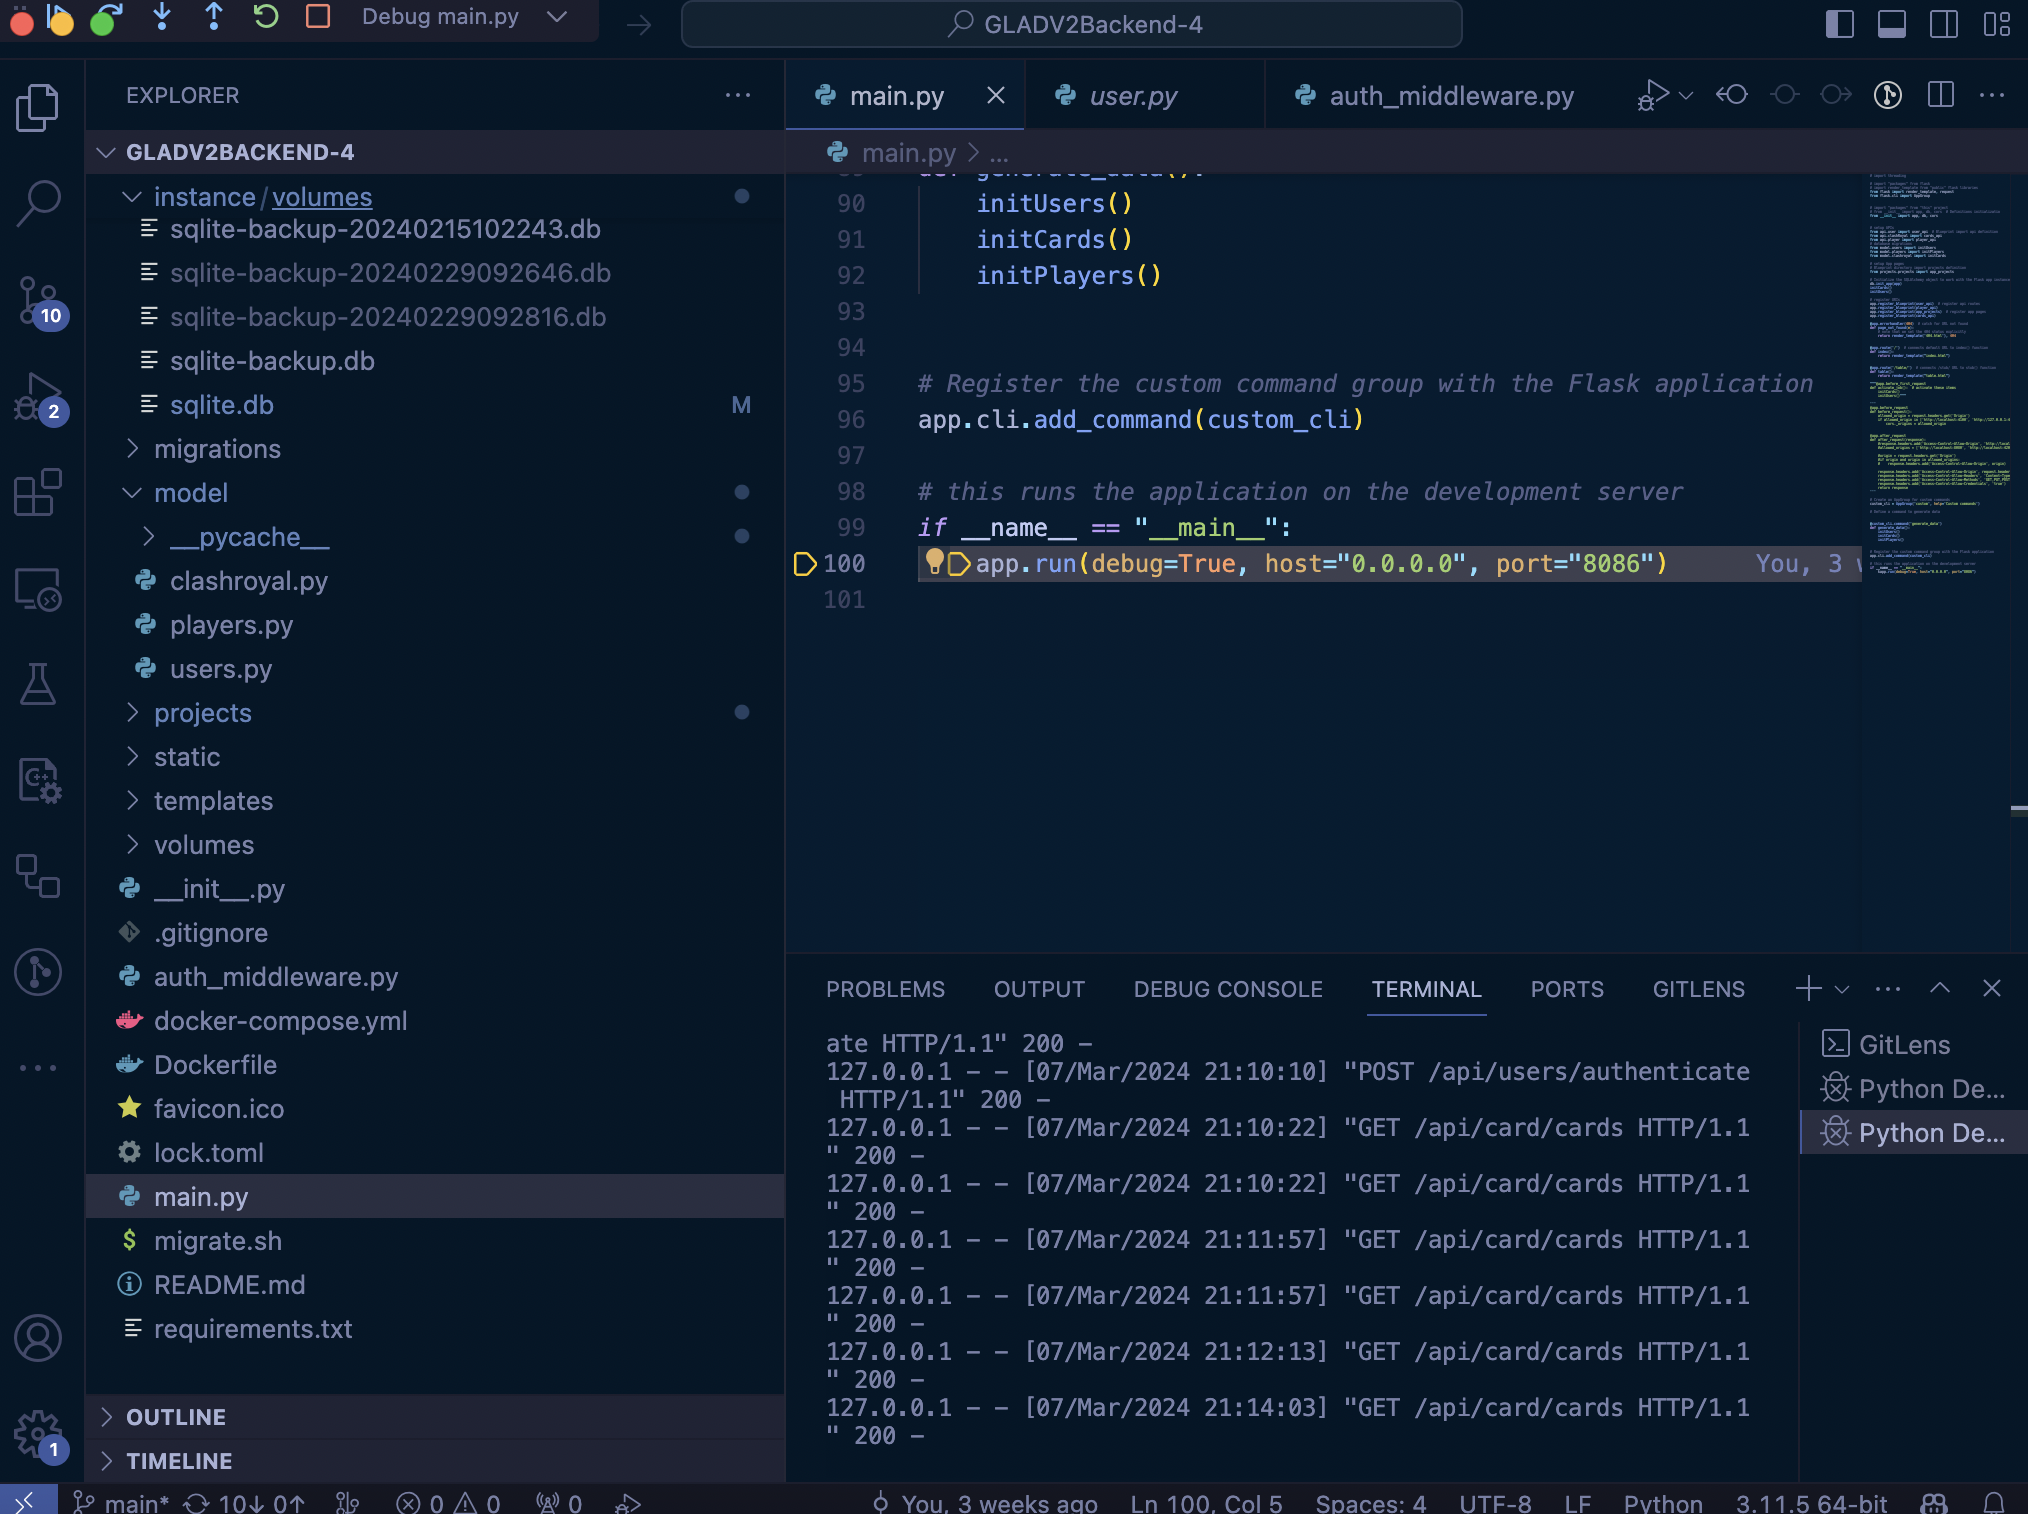 Debug main.py
GLADV2Backend-4
EXPLORER
GLADV2BACKEND-4
instance/volumes
sqlite-backup-20240215102243.db
sqlite-backup-20240229092646.db
sqlite-backup-20240229092816.db
sqlite-backup.db
sqlite.db M
migrations
model
__pycache__
clashroyal.py
players.py
users.py
projects
static
templates
volumes
__init__.py
.gitignore
auth_middleware.py
docker-compose.yml
Dockerfile
favicon.ico
lock.toml
main.py
migrate.sh
README.md
requirements.txt
OUTLINE
TIMELINE
10
2
1
main.py user.py auth_middleware.py
main.py > ...
def generate_data():
90 initUsers()
91 initCards()
92 initPlayers()
93
94
95 # Register the custom command group with the Flask application
96 app.cli.add_command(custom_cli)
97
98 # this runs the application on the development server
99 if __name__ == "__main__":
100 app.run(debug=True, host="0.0.0.0", port="8086") You, 3
101
PROBLEMS OUTPUT DEBUG CONSOLE TERMINAL PORTS GITLENS
ate HTTP/1.1" 200 -
127.0.0.1 - - [07/Mar/2024 21:10:10] "POST /api/users/authenticate
HTTP/1.1" 200 -
127.0.0.1 - - [07/Mar/2024 21:10:22] "GET /api/card/cards HTTP/1.1
" 200 -
127.0.0.1 - - [07/Mar/2024 21:10:22] "GET /api/card/cards HTTP/1.1
" 200 -
127.0.0.1 - - [07/Mar/2024 21:11:57] "GET /api/card/cards HTTP/1.1
" 200 -
127.0.0.1 - - [07/Mar/2024 21:11:57] "GET /api/card/cards HTTP/1.1
" 200 -
127.0.0.1 - - [07/Mar/2024 21:12:13] "GET /api/card/cards HTTP/1.1
" 200 -
127.0.0.1 - - [07/Mar/2024 21:14:03] "GET /api/card/cards HTTP/1.1
" 200 -
GitLens
Python De...
Python De...
main* 10↓ 0↑ 0 0 0 You, 3 weeks ago Ln 100, Col 5 Spaces: 4 UTF-8 LF Python 3.11.5 64-bit